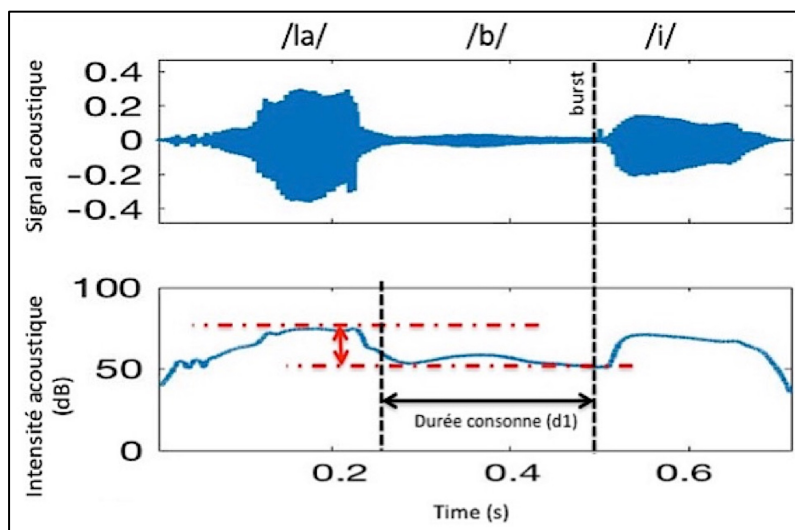 /la/ /b/ /i/
Signal acoustique
0.4
0.2
0
-0.2
-0.4
burst
Intensité acoustique
(dB)
100
50
0
Durée consonne (d1)
0.2 0.4 0.6
Time (s)